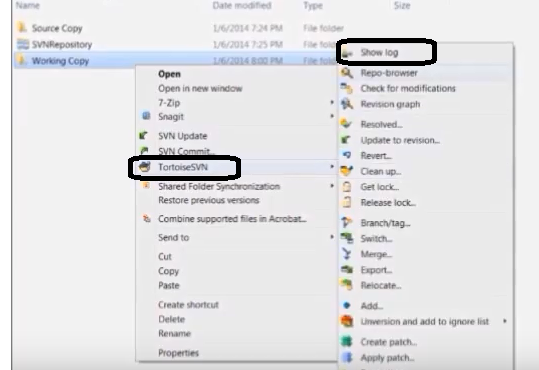 Name Date modified Type Size
Source Copy 1/6/2014 7:24 PM File folder
SVNRepository 1/6/2014 7:25 PM File folder
Working Copy 1/6/2014 8:00 PM File fold
Open
Open in new window
7-Zip
Snagit
SVN Update
SVN Commit...
TortoiseSVN
Shared Folder Synchronization
Restore previous versions
Combine supported files in Acrobat...
Send to
Cut
Copy
Paste
Create shortcut
Delete
Rename
Properties
Show log
Repo-browser
Check for modifications
Revision graph
Resolved...
Update to revision...
Revert...
Clean up...
Get lock...
Release lock...
Branch/tag...
Switch...
Merge...
Export...
Relocate...
Add...
Unversion and add to ignore list
Create patch...
Apply patch...